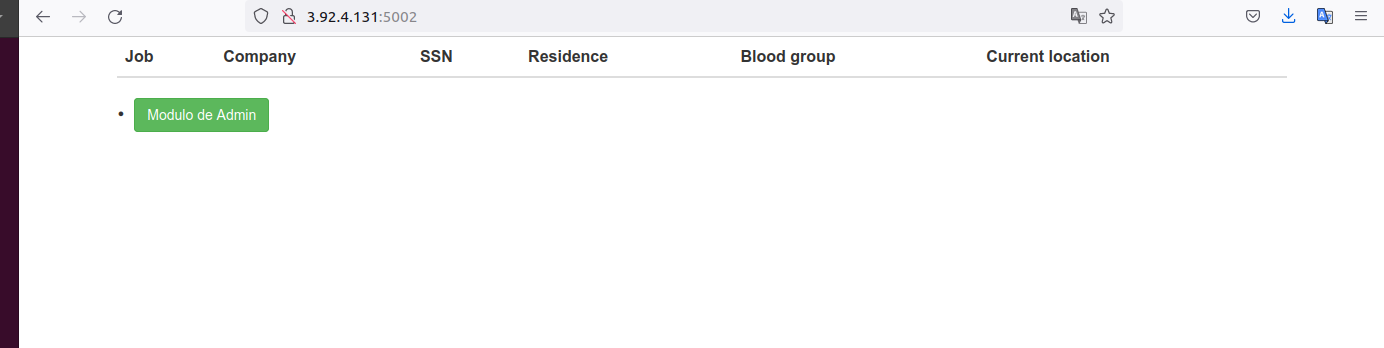 3.92.4.131:5002
Job Company SSN Residence Blood group Current location
Modulo de Admin